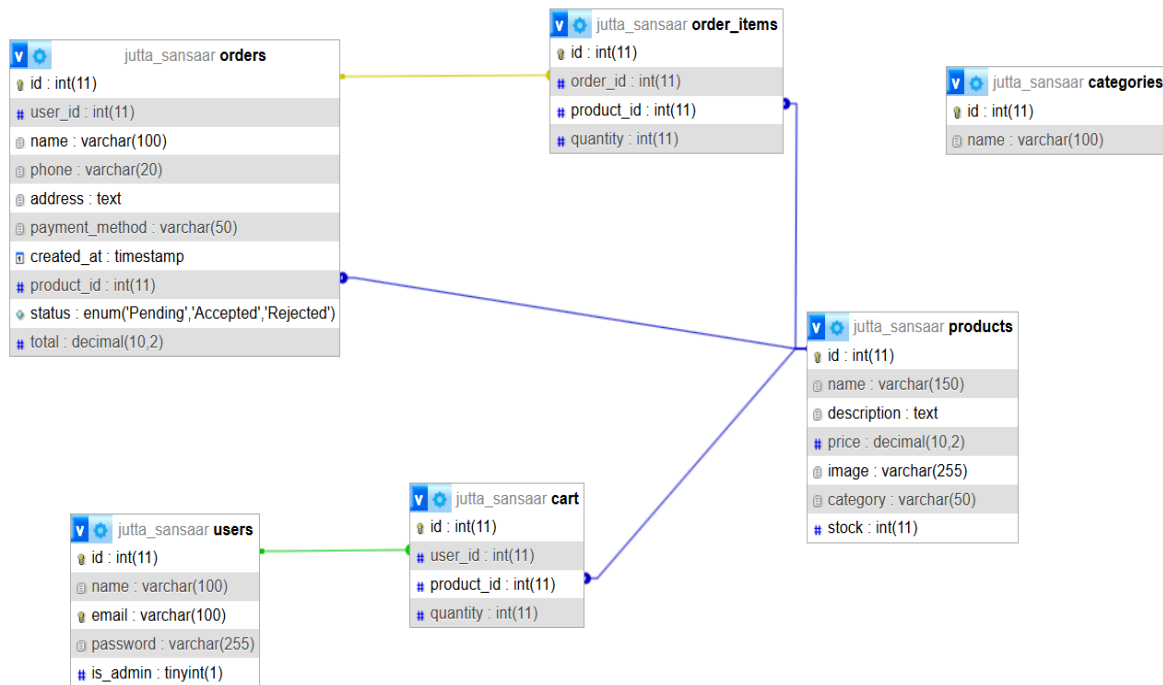 jutta_sansaar orders
id : int(11)
user_id : int(11)
name : varchar(100)
phone : varchar(20)
address : text
payment_method : varchar(50)
created_at : timestamp
product_id : int(11)
status : enum('Pending','Accepted','Rejected')
total : decimal(10,2)
jutta_sansaar order_items
id : int(11)
order_id : int(11)
product_id : int(11)
quantity : int(11)
jutta_sansaar categories
id : int(11)
name : varchar(100)
jutta_sansaar products
id : int(11)
name : varchar(150)
description : text
price : decimal(10,2)
image : varchar(255)
category : varchar(50)
stock : int(11)
jutta_sansaar cart
id : int(11)
user_id : int(11)
product_id : int(11)
quantity : int(11)
jutta_sansaar users
id : int(11)
name : varchar(100)
email : varchar(100)
password : varchar(255)
is_admin : tinyint(1)